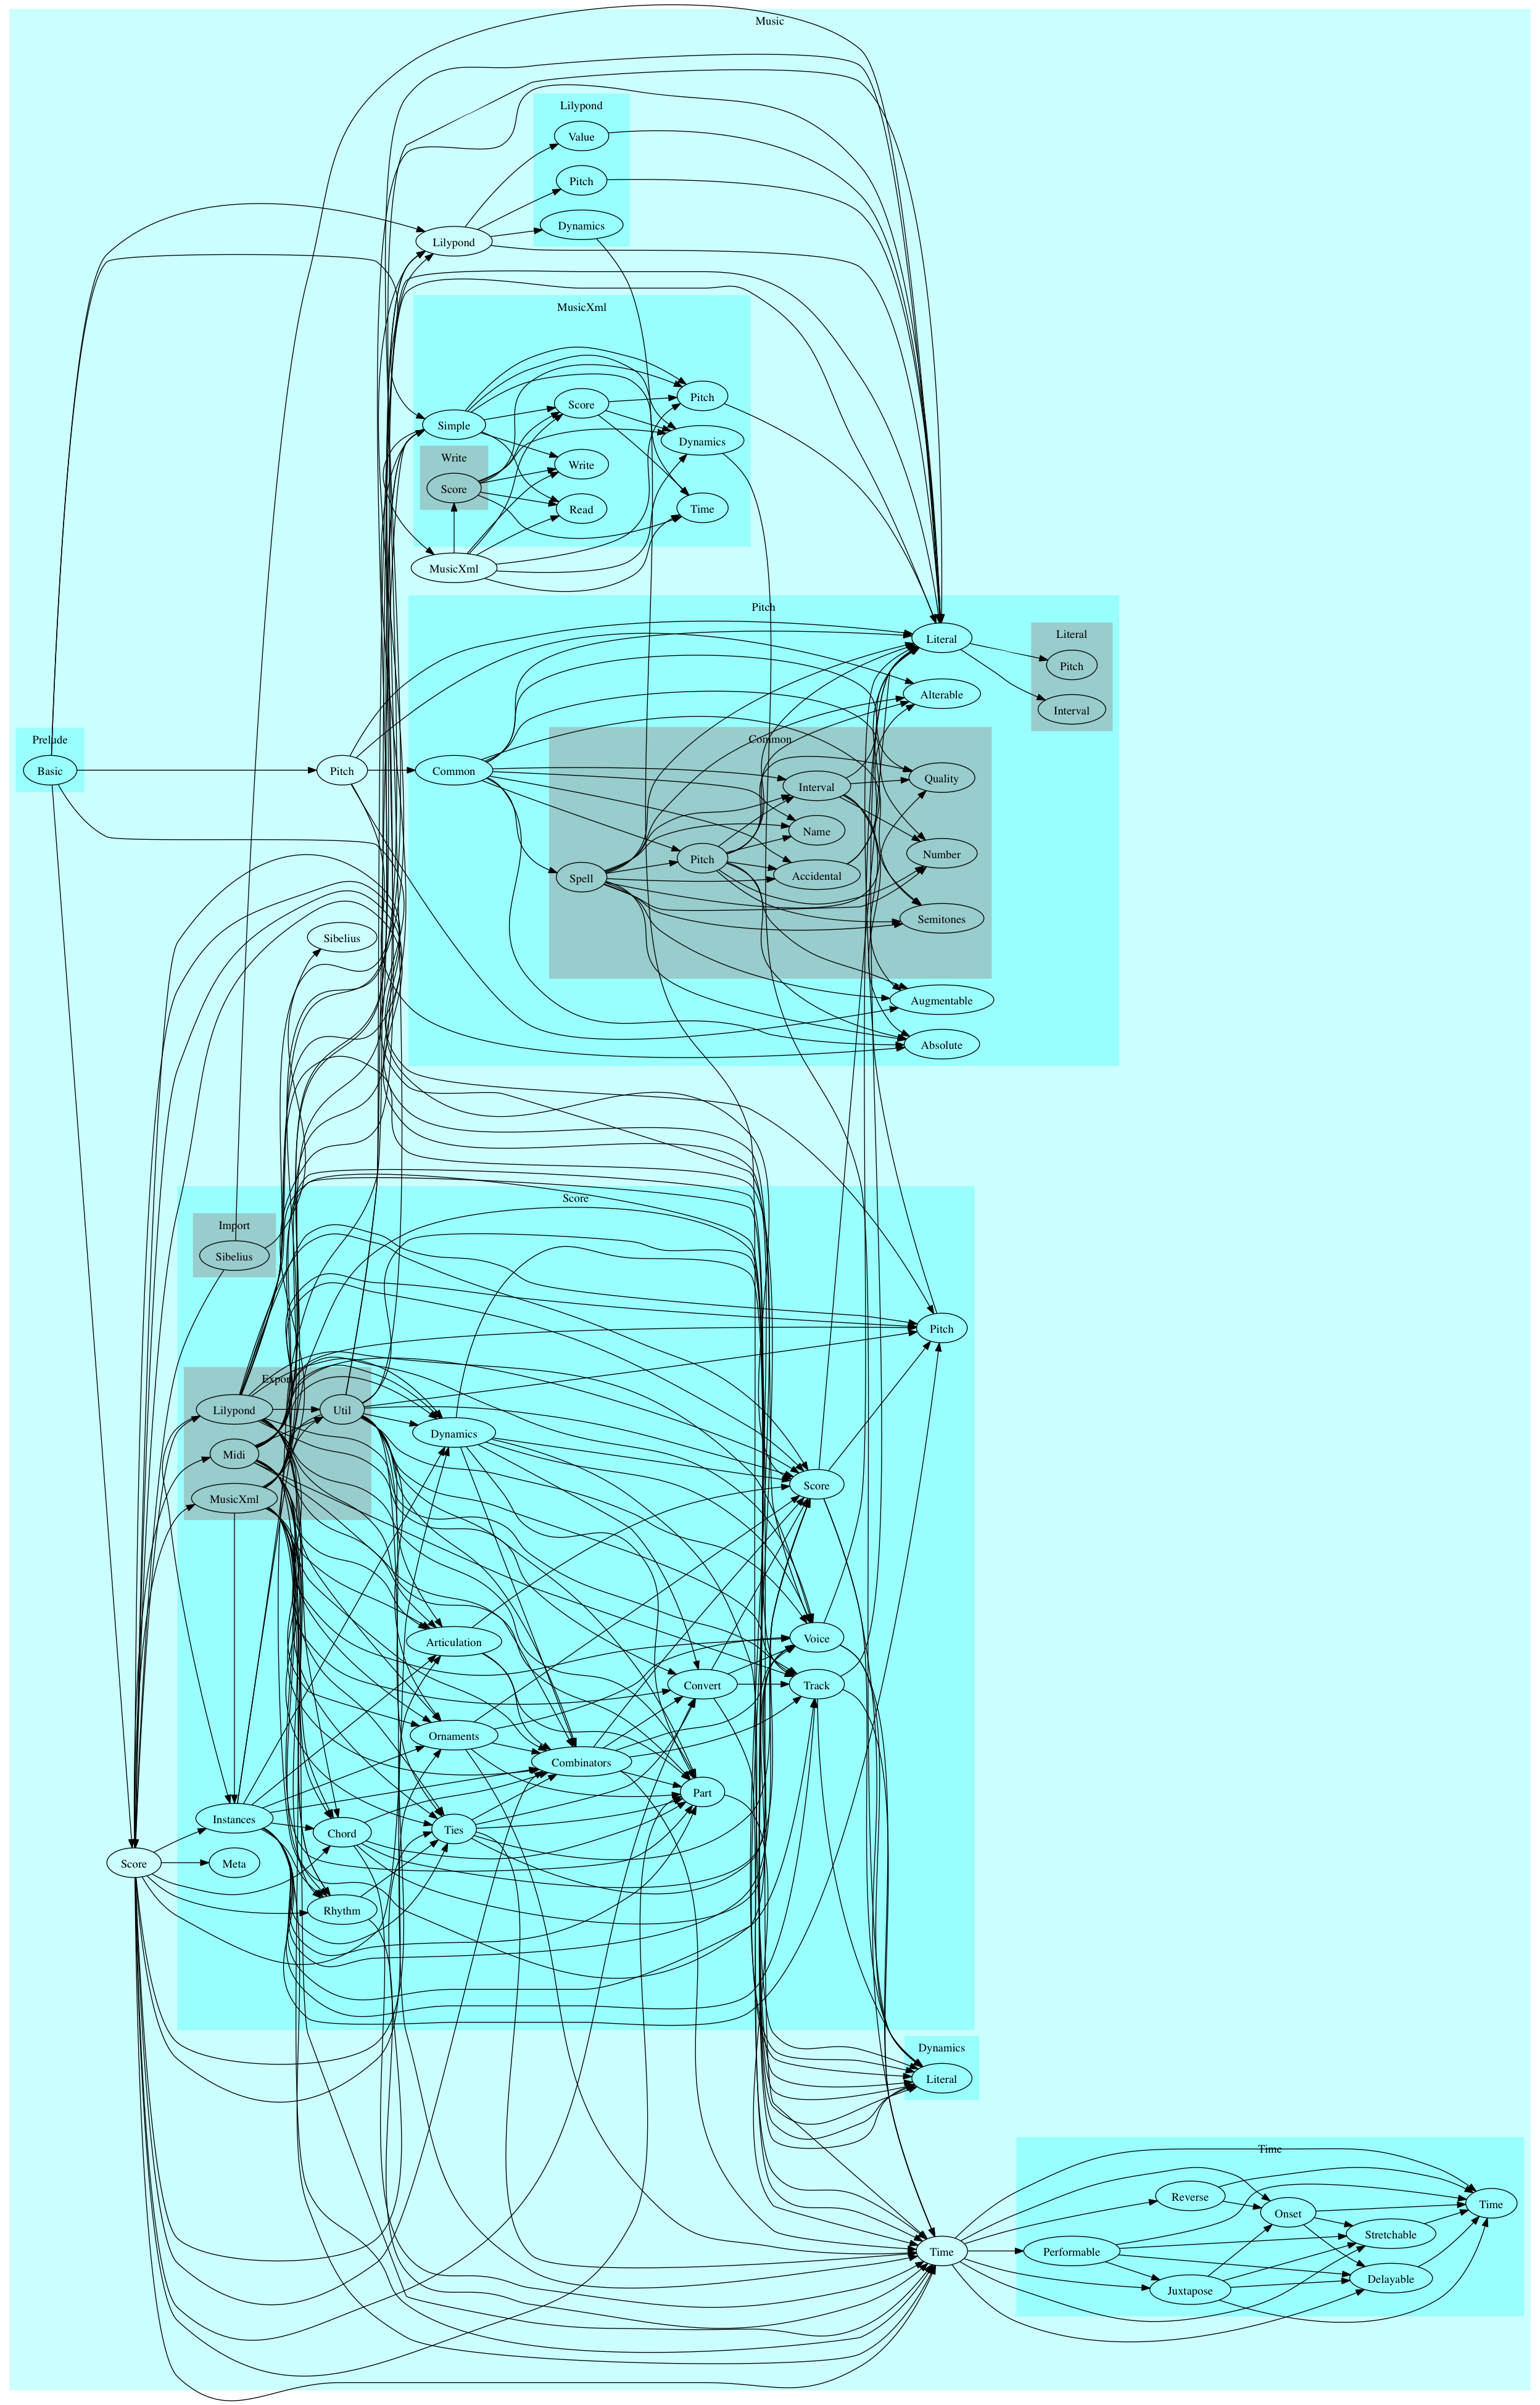 Music
Lilypond
Value
Pitch
Dynamics
Lilypond
MusicXml
Pitch
Score
Simple
Dynamics
Write
Write
Score
Read
Time
MusicXml
Pitch
Literal
Literal
Pitch
Alterable
Interval
Prelude
Common
Basic
Pitch
Common
Quality
Interval
Name
Number
Pitch
Accidental
Spell
Semitones
Sibelius
Augmentable
Absolute
Score
Import
Sibelius
Pitch
Export
Lilypond
Util
Dynamics
Midi
Score
MusicXml
Voice
Articulation
Convert
Track
Ornaments
Combinators
Part
Instances
Ties
Chord
Score
Meta
Rhythm
Dynamics
Literal
Time
Reverse
Time
Onset
Stretchable
Time
Performable
Delayable
Juxtapose